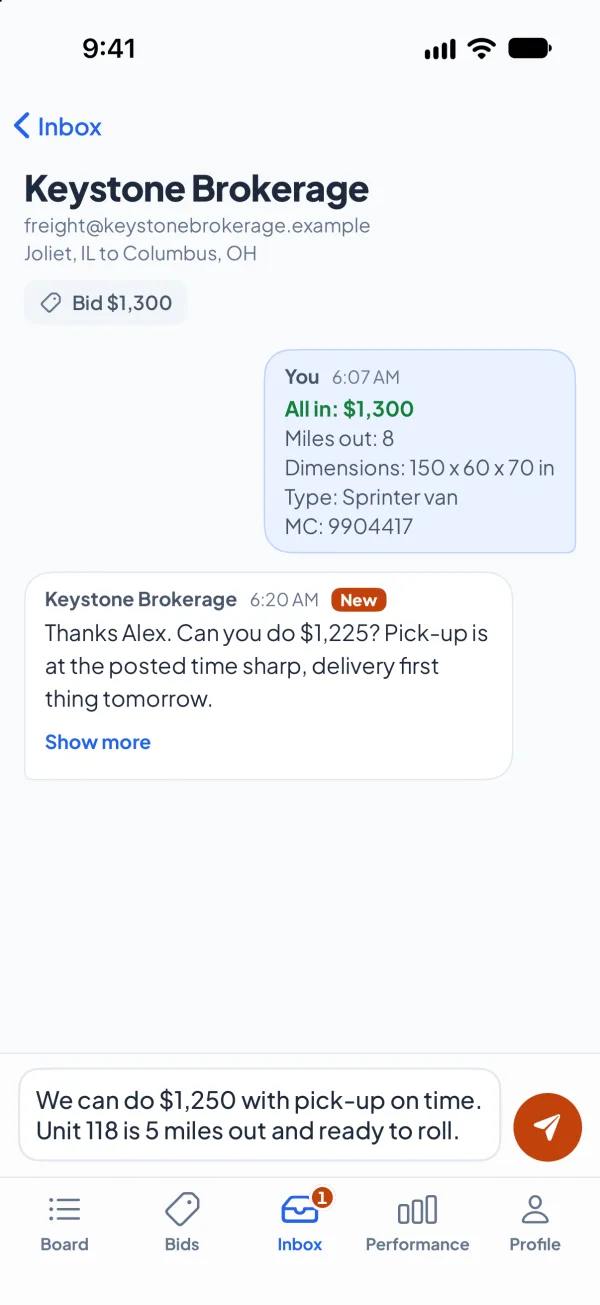 9:41
Inbox
Keystone Brokerage
freight@keystonebrokerage.example
Joliet, IL to Columbus, OH
Bid $1,300
You 6:07 AM
All in: $1,300
Miles out: 8
Dimensions: 150 x 60 x 70 in
Type: Sprinter van
MC: 9904417
Keystone Brokerage 6:20 AM New
Thanks Alex. Can you do $1,225? Pick-up is
at the posted time sharp, delivery first
thing tomorrow.
Show more
We can do $1,250 with pick-up on time.
Unit 118 is 5 miles out and ready to roll.
1
Board Bids Inbox Performance Profile